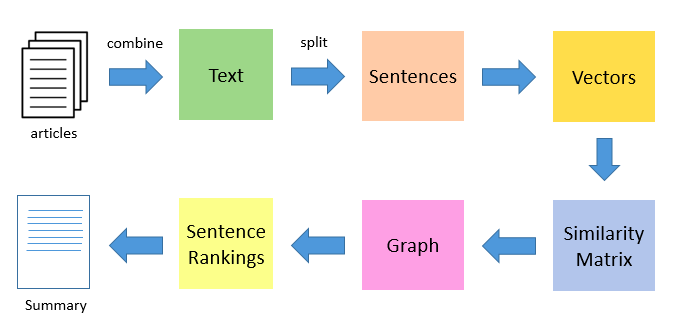 combine
split
Text
Sentences
Vectors
articles
Sentence
Rankings
Graph
Similarity
Matrix
Summary